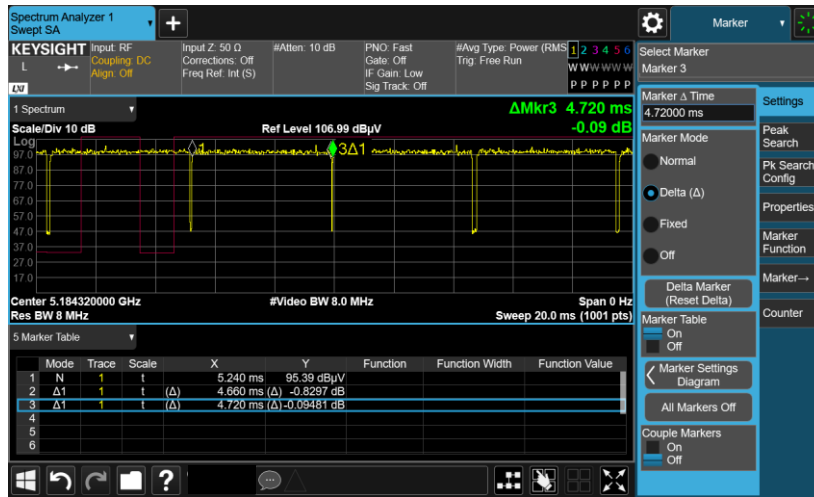 Spectrum Analyzer 1
Swept SA
Marker
KEYSIGHT
L
LXI
Input: RF
Coupling: DC
Align: Off
Input Z: 50 Ω
Corrections: Off
Freq Ref: Int (S)
#Atten: 10 dB
PNO: Fast
Gate: Off
IF Gain: Low
Sig Track: Off
#Avg Type: Power (RMS
Trig: Free Run
1 2 3 4 5 6
W W W W W W
P P P P P P
Select Marker
Marker 3
1 Spectrum
ΔMkr3 4.720 ms
Scale/Div 10 dB
Ref Level 106.99 dBµV
-0.09 dB
Log
97.0
87.0
77.0
67.0
57.0
47.0
37.0
27.0
17.0
1
3Δ1
Center 5.184320000 GHz
#Video BW 8.0 MHz
Span 0 Hz
Res BW 8 MHz
Sweep 20.0 ms (1001 pts)
5 Marker Table
Mode Trace Scale X Y Function Function Width Function Value
1 N 1 t 5.240 ms 95.39 dBµV
2 Δ1 1 t (Δ) 4.660 ms (Δ) -0.8297 dB
3 Δ1 1 t (Δ) 4.720 ms (Δ) -0.09481 dB
4
5
6
Marker Δ Time
4.72000 ms
Marker Mode
Normal
Delta (Δ)
Fixed
Off
Delta Marker
(Reset Delta)
Marker Table
On
Off
Marker Settings
Diagram
All Markers Off
Couple Markers
On
Off
Settings
Peak
Search
Pk Search
Config
Properties
Marker
Function
Marker→
Counter
?